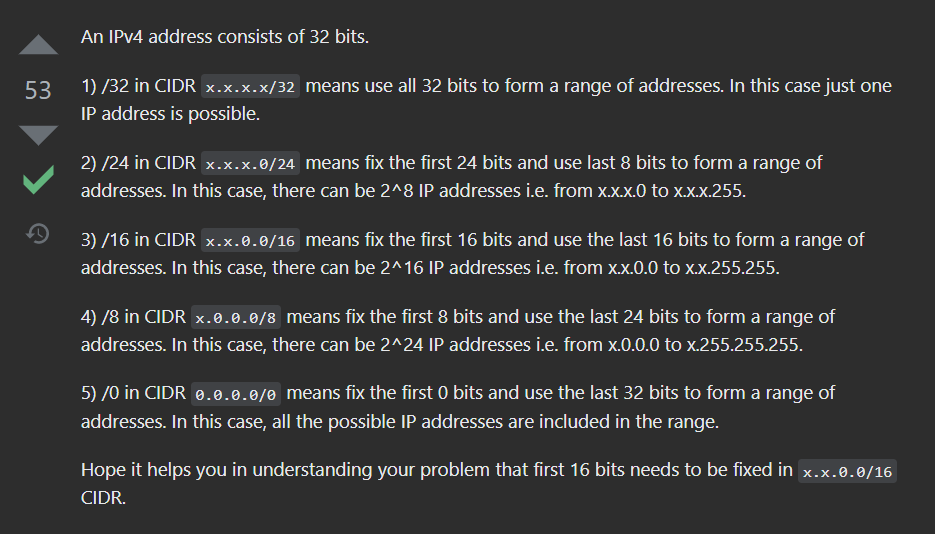 An IPv4 address consists of 32 bits.
53
1) /32 in CIDR x.x.x.x/32 means use all 32 bits to form a range of addresses. In this case just one
IP address is possible.
2) /24 in CIDR x.x.x.0/24 means fix the first 24 bits and use last 8 bits to form a range of
addresses. In this case, there can be 2^8 IP addresses i.e. from x.x.x.0 to x.x.x.255.
3) /16 in CIDR x.x.0.0/16 means fix the first 16 bits and use the last 16 bits to form a range of
addresses. In this case, there can be 2^16 IP addresses i.e. from x.x.0.0 to x.x.255.255.
4) /8 in CIDR x.0.0.0/8 means fix the first 8 bits and use the last 24 bits to form a range of
addresses. In this case, there can be 2^24 IP addresses i.e. from x.0.0.0 to x.255.255.255.
5) /0 in CIDR 0.0.0.0/0 means fix the first 0 bits and use the last 32 bits to form a range of
addresses. In this case, all the possible IP addresses are included in the range.
Hope it helps you in understanding your problem that first 16 bits needs to be fixed in x.x.0.0/16
CIDR.